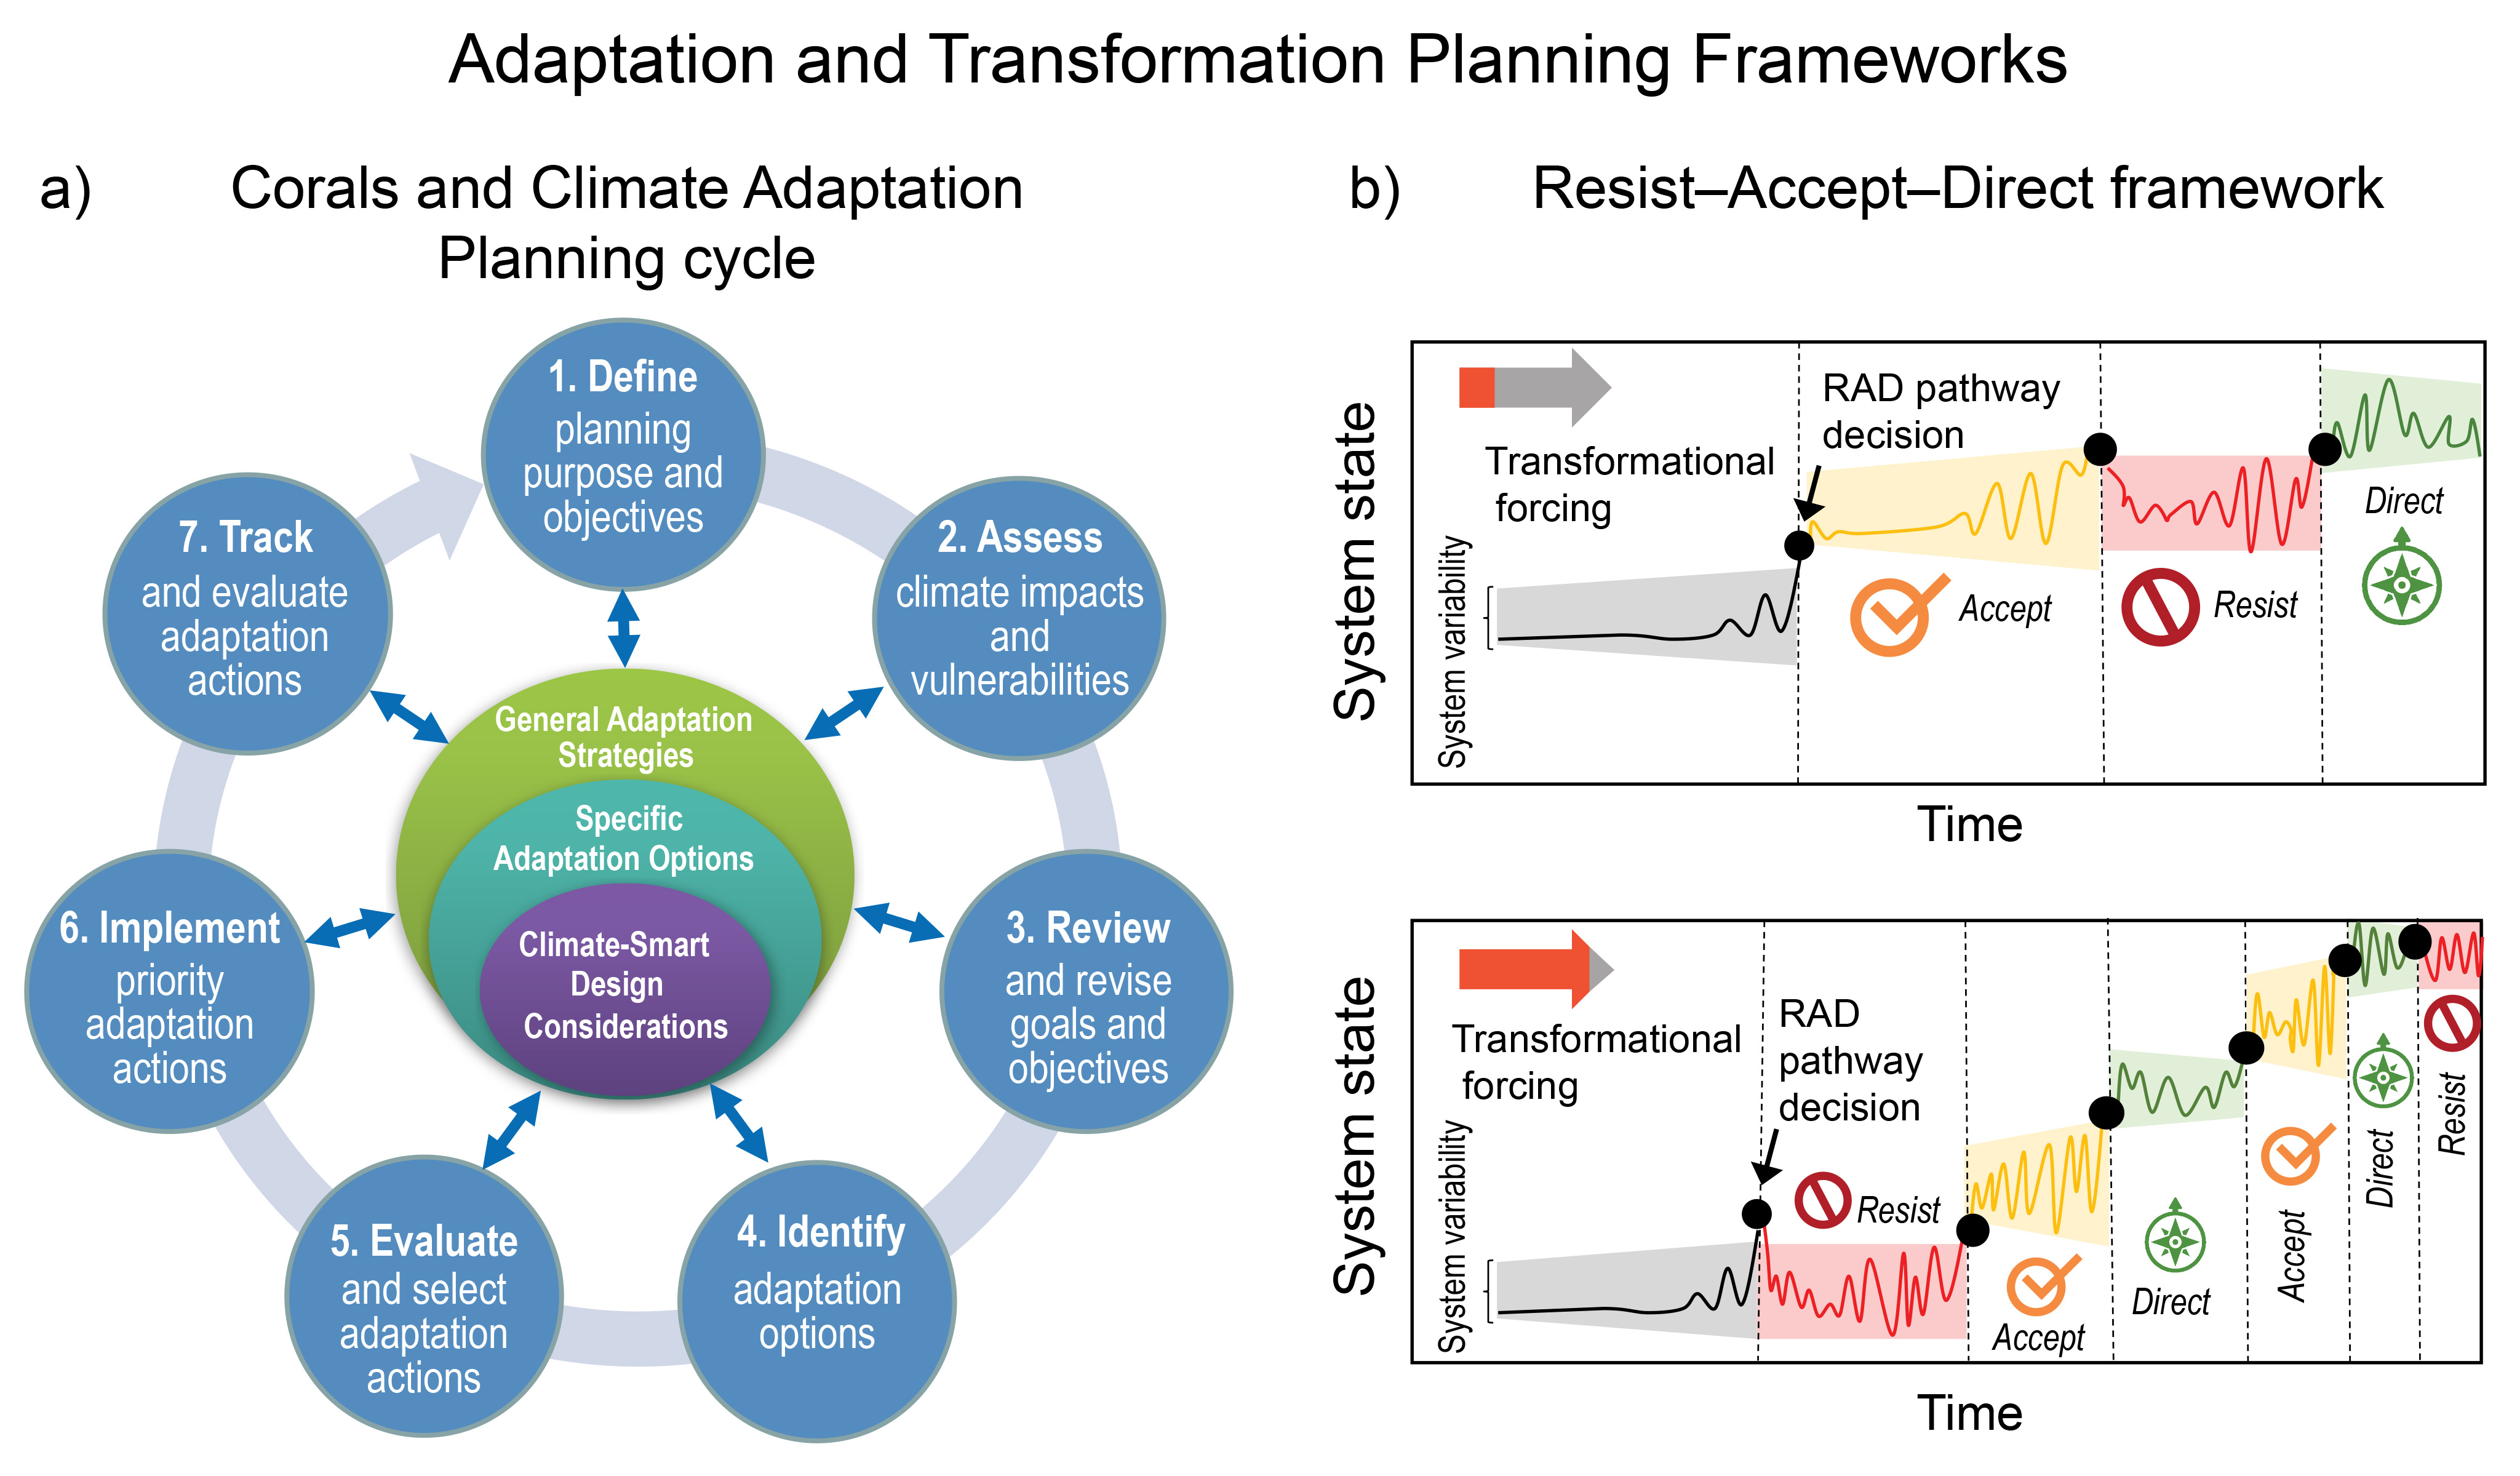 Adaptation and Transformation Planning Frameworks
a)
Corals and Climate Adaptation
Planning cycle
1. Define
planning
purpose and
objectives
2. Assess
climate impacts
and
vulnerabilities
3. Review
and revise
goals and
objectives
4. Identify
adaptation
options
5. Evaluate
and select
adaptation
actions
6. Implement
priority
adaptation
actions
7. Track
and evaluate
adaptation
actions
General Adaptation
Strategies
Specific
Adaptation Options
Climate-Smart
Design
Considerations
b)
Resist–Accept–Direct framework
System state
System variability
Transformational
forcing
RAD pathway
decision
Accept
Resist
Direct
Time
System state
System variability
Transformational
forcing
RAD
pathway
decision
Resist
Accept
Direct
Accept
Direct
Resist
Time